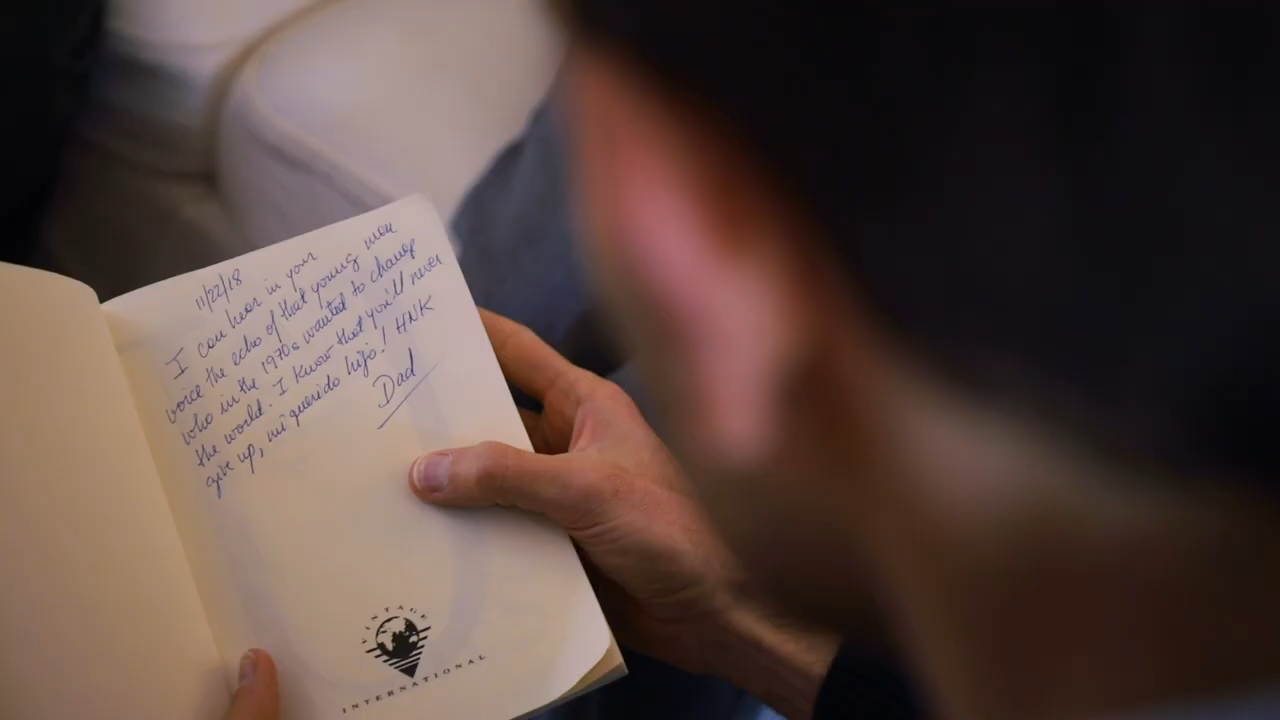 11/22/18
I can hear in your
voice the echo of that young man
who in the 1970s wanted to change
the world. I know that you'll never
give up, mi querido hijo! HNK
Dad
VINTAGE
INTERNATIONAL